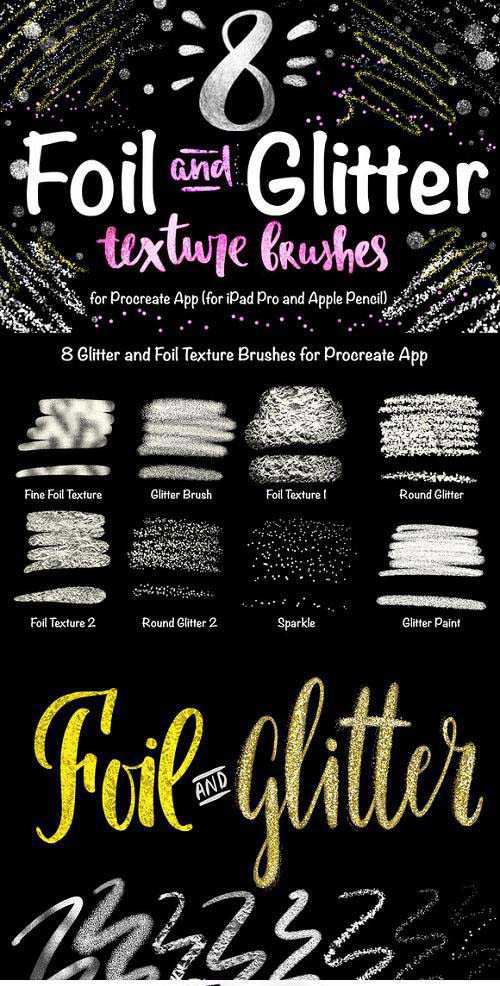 8
Foil and Glitter
texture brushes
for Procreate App (for iPad Pro and Apple Pencil)
8 Glitter and Foil Texture Brushes for Procreate App
Fine Foil Texture
Glitter Brush
Foil Texture 1
Round Glitter
Foil Texture 2
Round Glitter 2
Sparkle
Glitter Paint
Foil AND Glitter